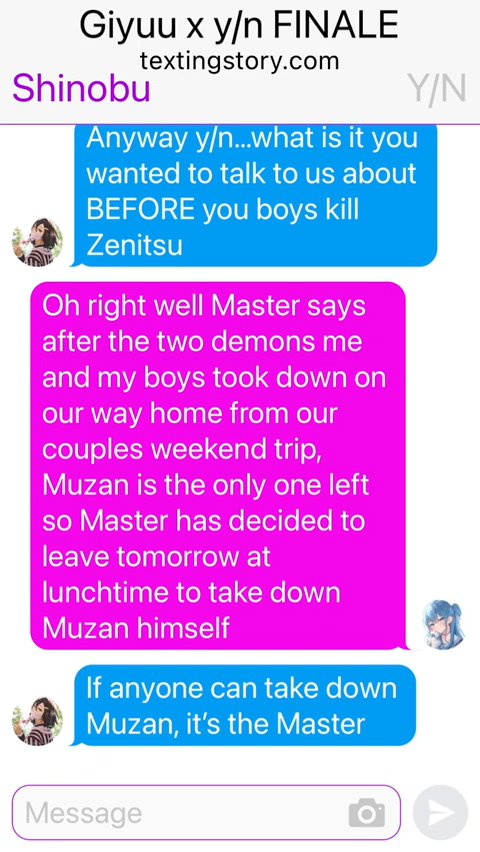 Giyuu x y/n FINALE
textingstory.com
Shinobu
Y/N
Anyway y/n...what is it you
wanted to talk to us about
BEFORE you boys kill
Zenitsu
Oh right well Master says
after the two demons me
and my boys took down on
our way home from our
couples weekend trip,
Muzan is the only one left
so Master has decided to
leave tomorrow at
lunchtime to take down
Muzan himself
If anyone can take down
Muzan, it's the Master
Message